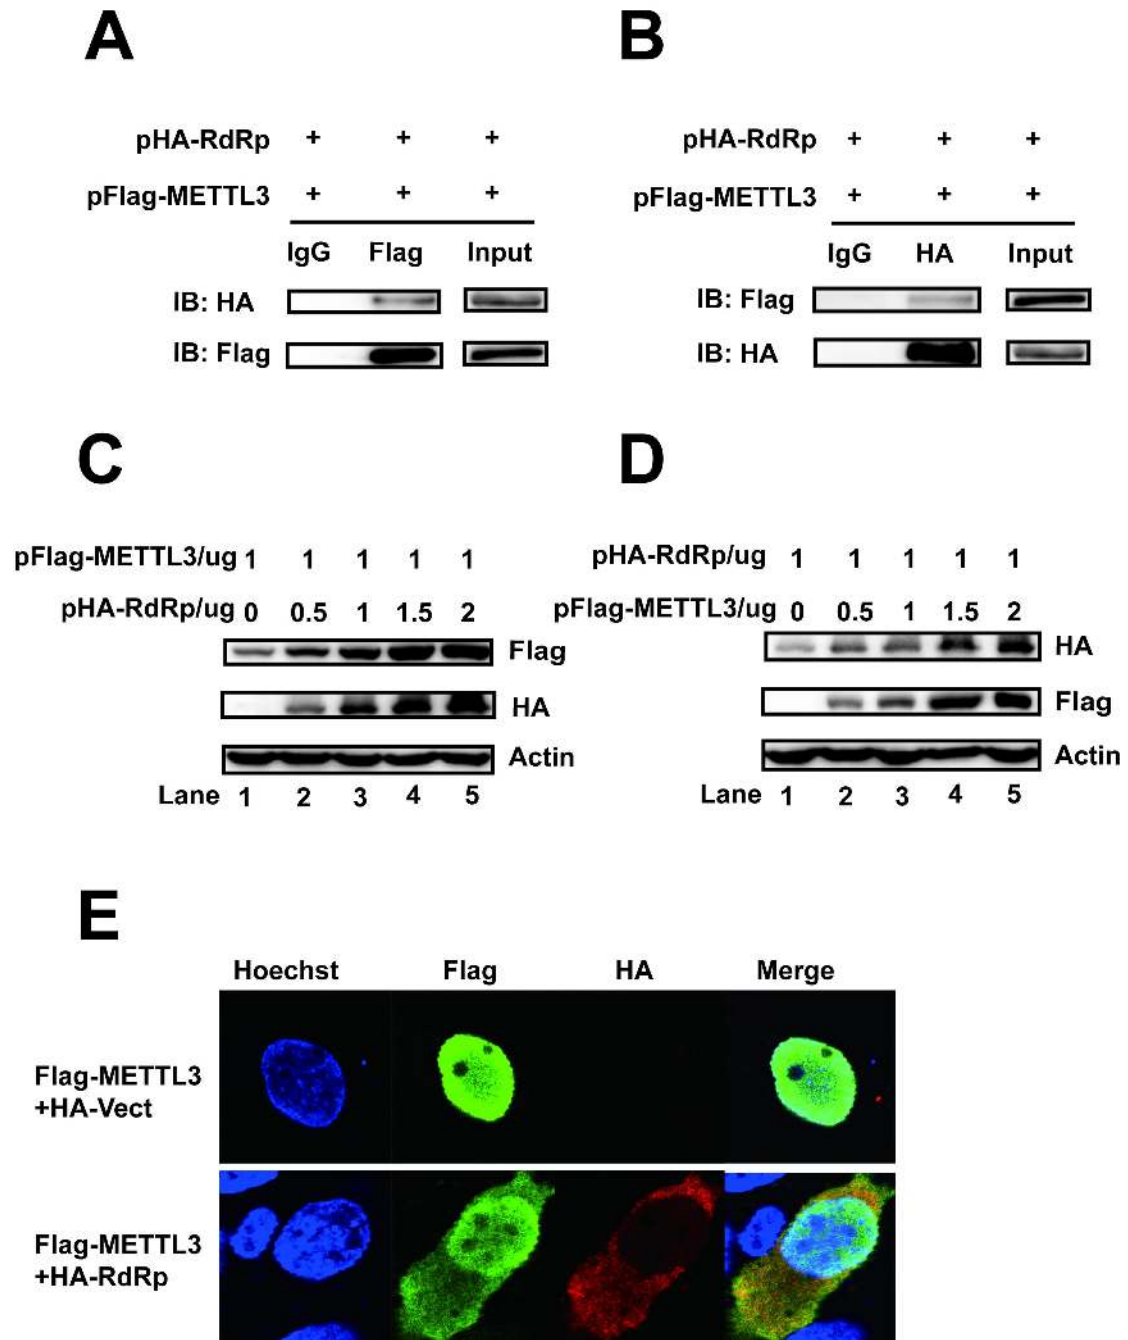 A
pHA-RdRp + + +
pFlag-METTL3 + + +
IgG Flag Input
IB: HA
IB: Flag
B
pHA-RdRp + + +
pFlag-METTL3 + + +
IgG HA Input
IB: Flag
IB: HA
C
pFlag-METTL3/ug 1 1 1 1 1
pHA-RdRp/ug 0 0.5 1 1.5 2
Flag
HA
Actin
Lane 1 2 3 4 5
D
pHA-RdRp/ug 1 1 1 1 1
pFlag-METTL3/ug 0 0.5 1 1.5 2
HA
Flag
Actin
Lane 1 2 3 4 5
E
Hoechst Flag HA Merge
Flag-METTL3
+HA-Vect
Flag-METTL3
+HA-RdRp